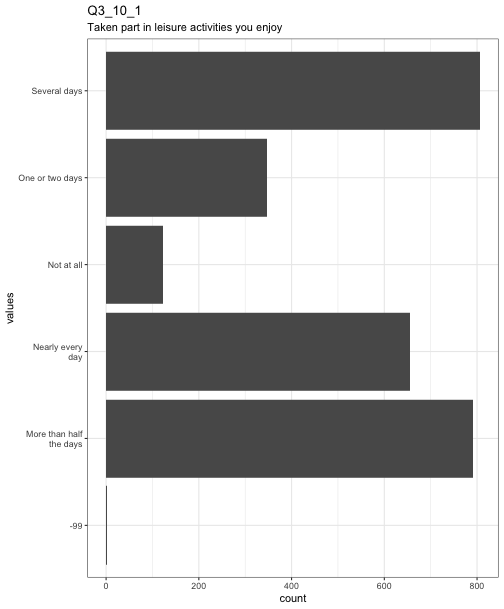 Q3_10_1
Taken part in leisure activities you enjoy
Several days
One or two days
Not at all
Nearly every
day
More than half
the days
-99
values
0 200 400 600 800
count